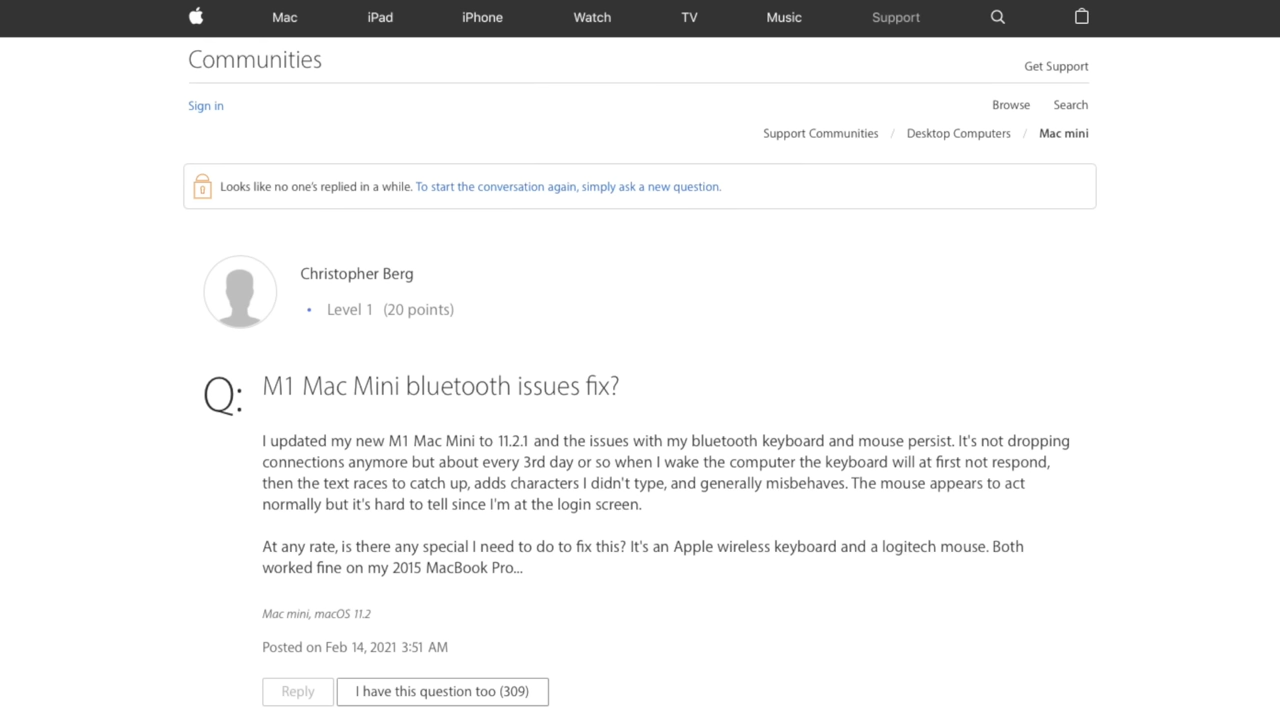 Mac iPad iPhone Watch TV Music Support
Communities
Get Support
Sign in
Browse Search
Support Communities / Desktop Computers / Mac mini
Looks like no one's replied in a while. To start the conversation again, simply ask a new question.
Christopher Berg
• Level 1 (20 points)
Q: M1 Mac Mini bluetooth issues fix?
I updated my new M1 Mac Mini to 11.2.1 and the issues with my bluetooth keyboard and mouse persist. It's not dropping
connections anymore but about every 3rd day or so when I wake the computer the keyboard will at first not respond,
then the text races to catch up, adds characters I didn't type, and generally misbehaves. The mouse appears to act
normally but it's hard to tell since I'm at the login screen.
At any rate, is there any special I need to do to fix this? It's an Apple wireless keyboard and a logitech mouse. Both
worked fine on my 2015 MacBook Pro...
Mac mini, macOS 11.2
Posted on Feb 14, 2021 3:51 AM
Reply I have this question too (309)